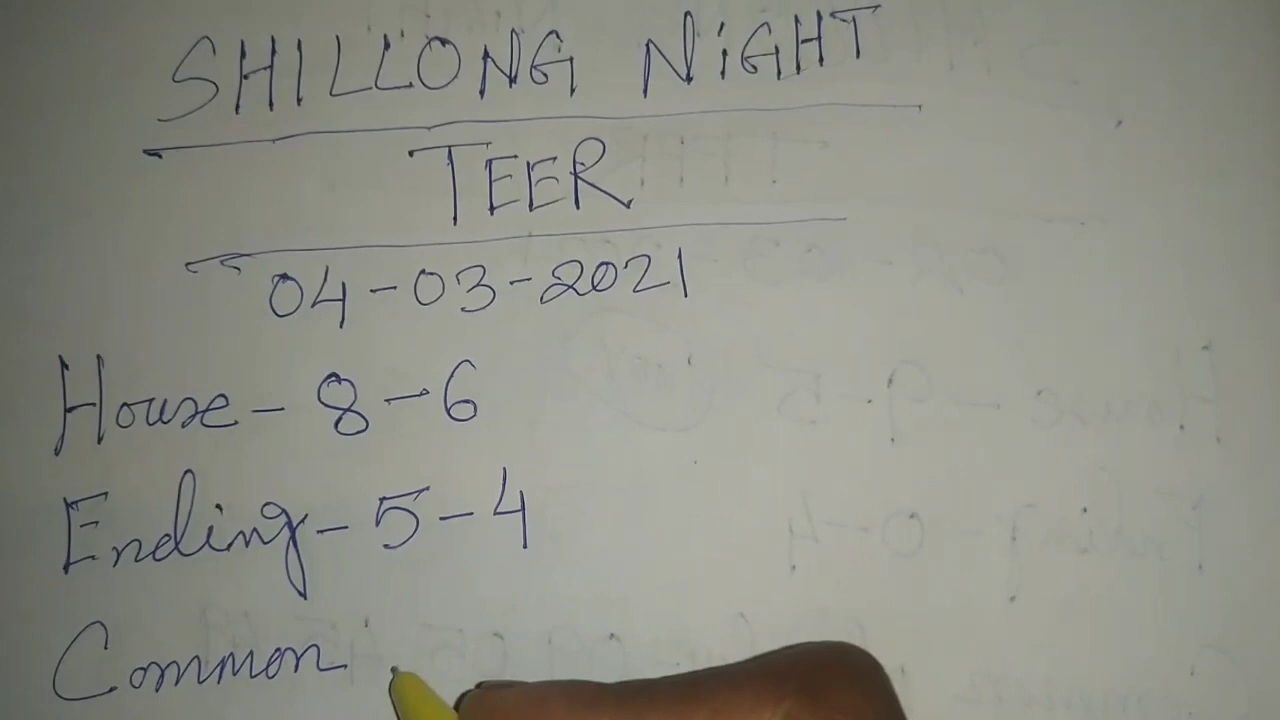 SHILLONG NiGHT
TEER
04-03-2021
House - 8-6
Ending - 5-4
Common